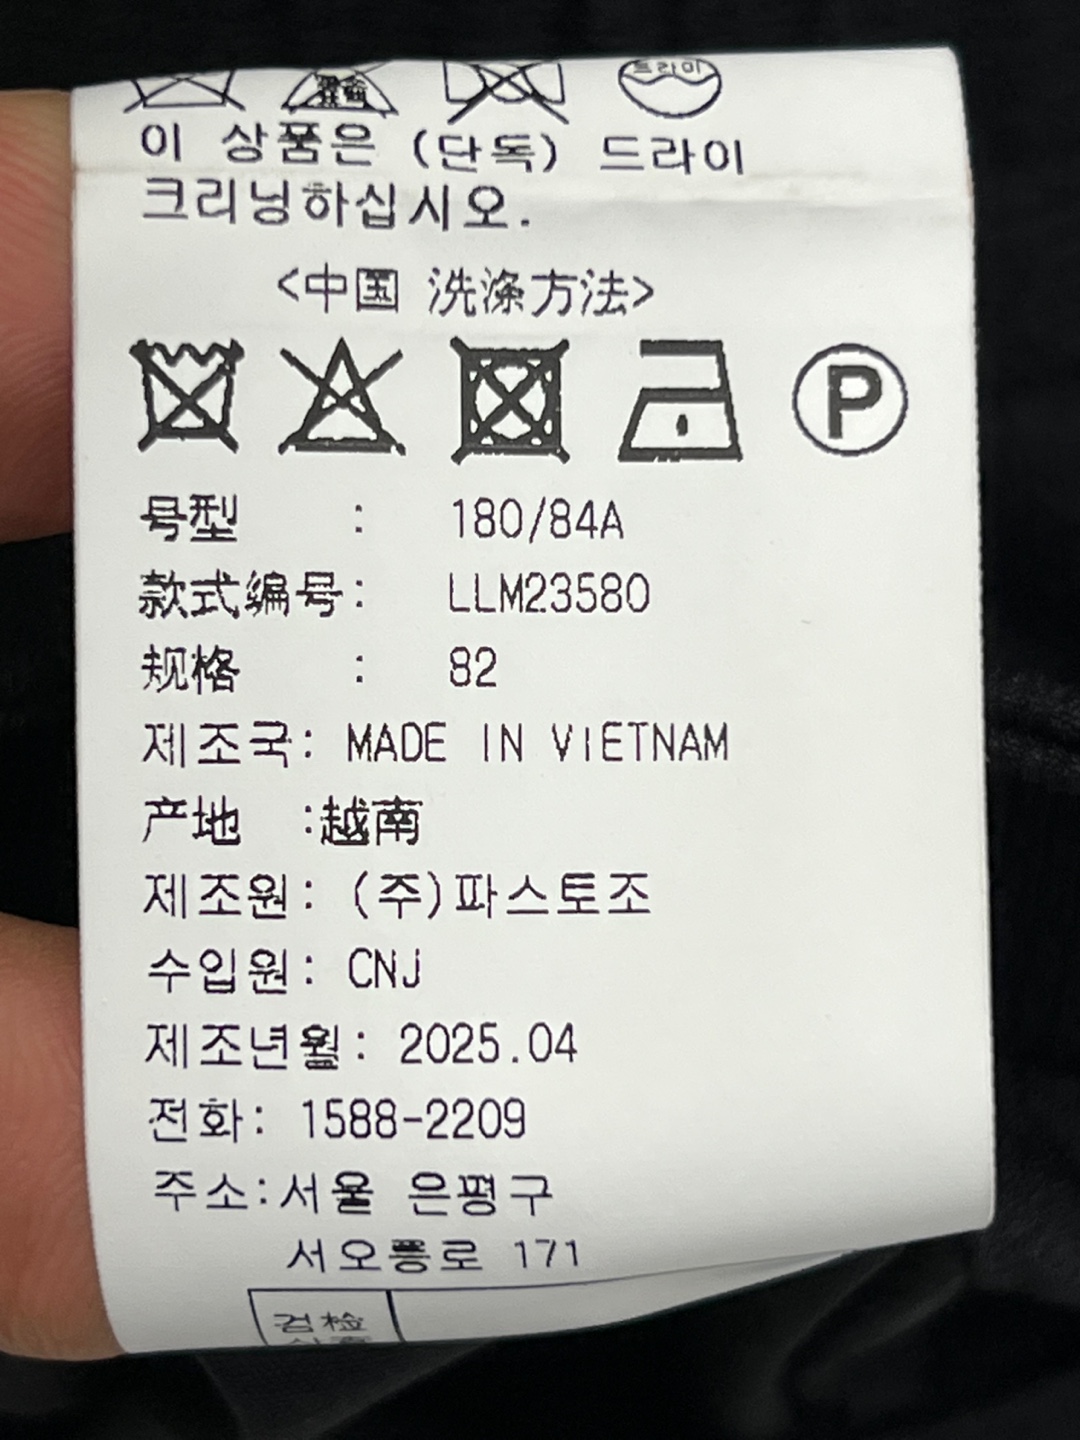 드라이
이 상품은 (단독) 드라이
크리닝하십시오.
<中国 洗涤方法>
P
号型 : 180/84A
款式编号: LLM23580
规格 : 82
제조국: MADE IN VIETNAM
产地 :越南
제조원: (주)파스토조
수입원: CNJ
제조년월: 2025.04
전화: 1588-2209
주소:서울 은평구
서오릉로 171
검检